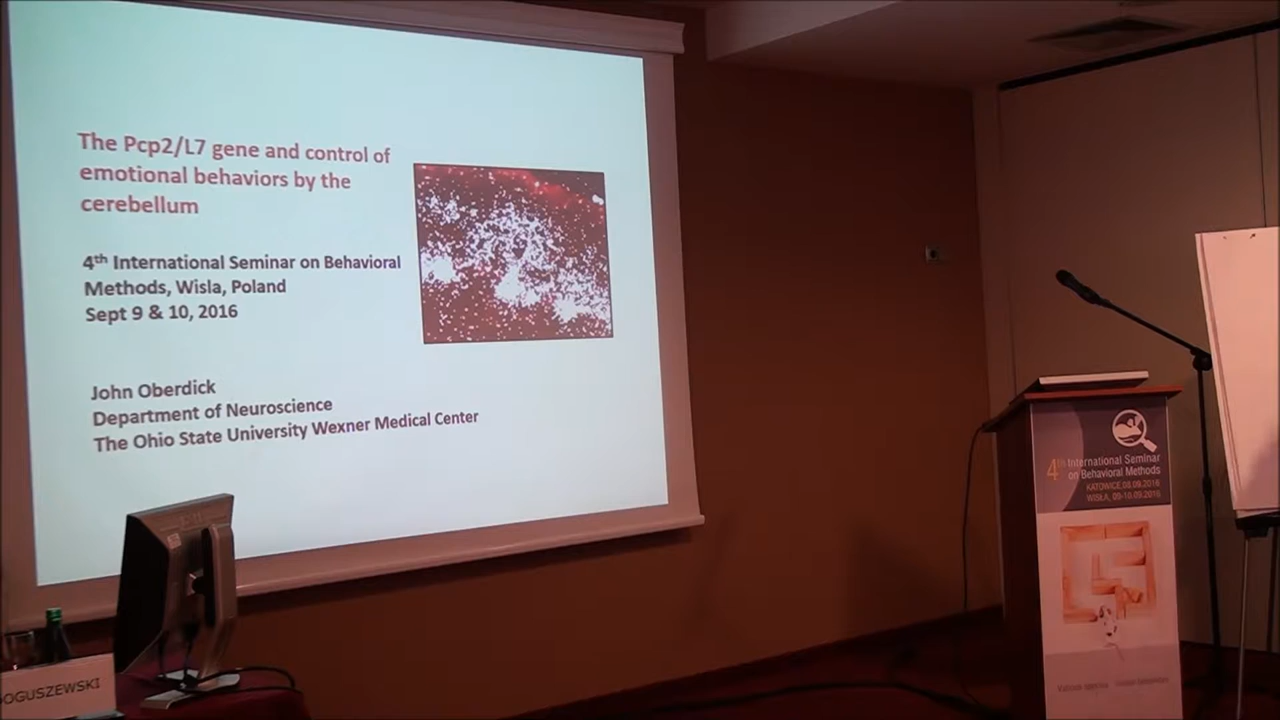 The Pcp2/L7 gene and control of
emotional behaviors by the
cerebellum
4th International Seminar on Behavioral
Methods, Wisla, Poland
Sept 9 & 10, 2016
John Oberdick
Department of Neuroscience
The Ohio State University Wexner Medical Center
4th International Seminar
on Behavioral Methods
KATOWICE,08.09.2016
WISŁA, 09-10.09.2016
OGUSZEWSKI